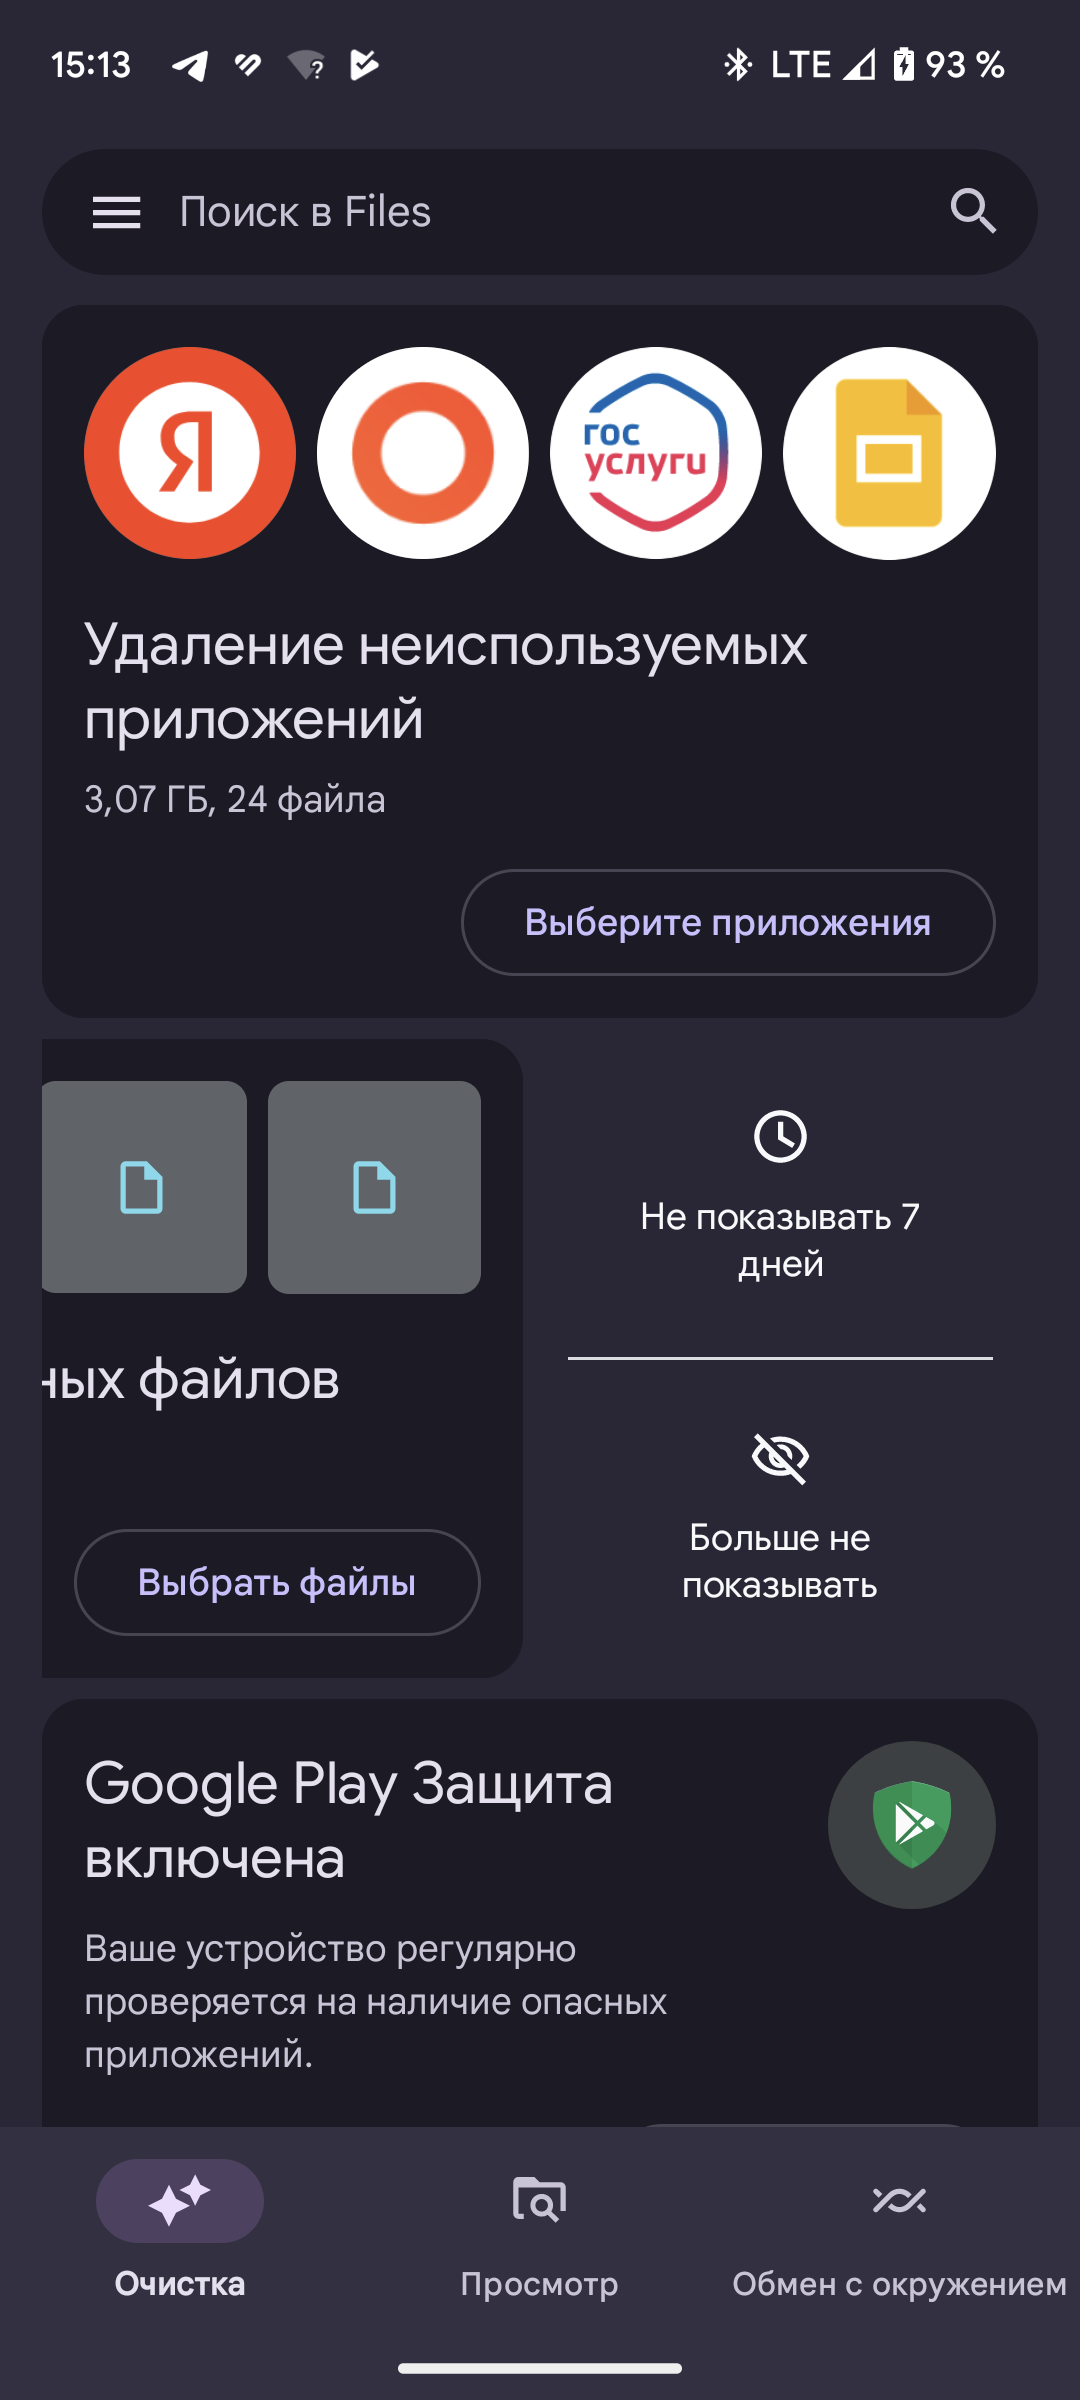 15:13
LTE 93 %
Поиск в Files
Я
гос
услуги
Удаление неиспользуемых
приложений
3,07 ГБ, 24 файла
Выберите приложения
ных файлов
Выбрать файлы
Не показывать 7
дней
Больше не
показывать
Google Play Защита
включена
Ваше устройство регулярно
проверяется на наличие опасных
приложений.
Очистка
Просмотр
Обмен с окружением